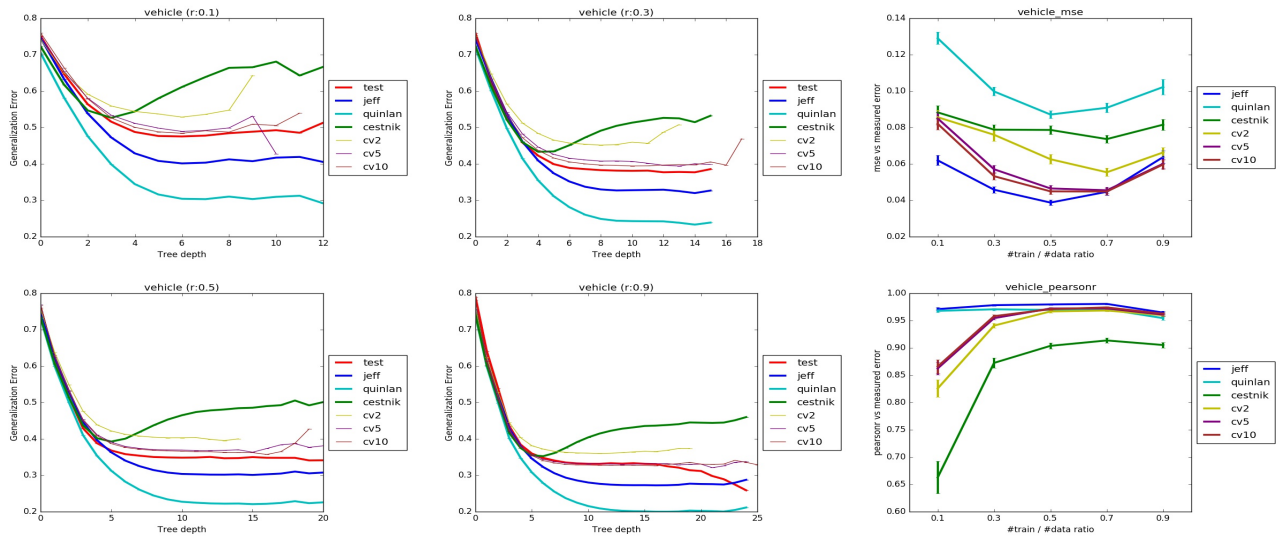 vehicle (r:0.1)
0.8
0.7
0.6
0.5
0.4
0.3
0.2
Generalization Error
0 2 4 6 8 10 12
Tree depth
test
jeff
quinlan
cestnik
cv2
cv5
cv10
vehicle (r:0.3)
0.8
0.7
0.6
0.5
0.4
0.3
0.2
Generalization Error
0 2 4 6 8 10 12 14 16 18
Tree depth
test
jeff
quinlan
cestnik
cv2
cv5
cv10
vehicle_mse
0.14
0.12
0.10
0.08
0.06
0.04
0.02
mse vs measured error
0.1 0.3 0.5 0.7 0.9
#train / #data ratio
jeff
quinlan
cestnik
cv2
cv5
cv10
vehicle (r:0.5)
0.8
0.7
0.6
0.5
0.4
0.3
0.2
Generalization Error
0 5 10 15 20
Tree depth
test
jeff
quinlan
cestnik
cv2
cv5
cv10
vehicle (r:0.9)
0.8
0.7
0.6
0.5
0.4
0.3
0.2
Generalization Error
0 5 10 15 20 25
Tree depth
test
jeff
quinlan
cestnik
cv2
cv5
cv10
vehicle_pearsonr
1.00
0.95
0.90
0.85
0.80
0.75
0.70
0.65
0.60
pearsonr vs measured error
0.1 0.3 0.5 0.7 0.9
#train / #data ratio
jeff
quinlan
cestnik
cv2
cv5
cv10